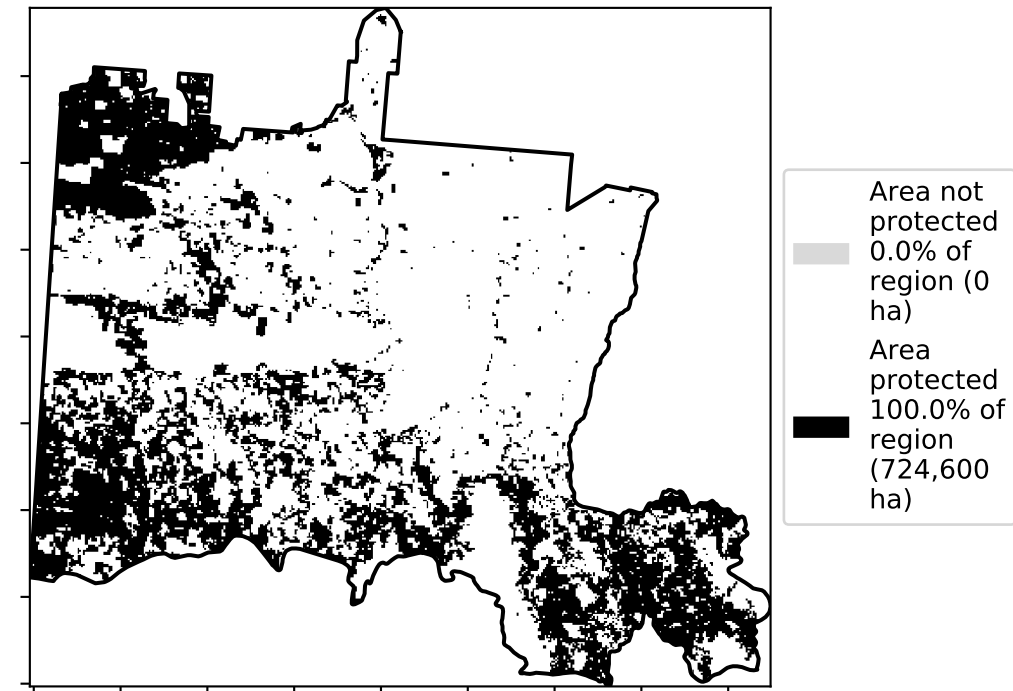 Area not
protected
0.0% of
region (0
ha)
Area
protected
100.0% of
region
(724,600
ha)